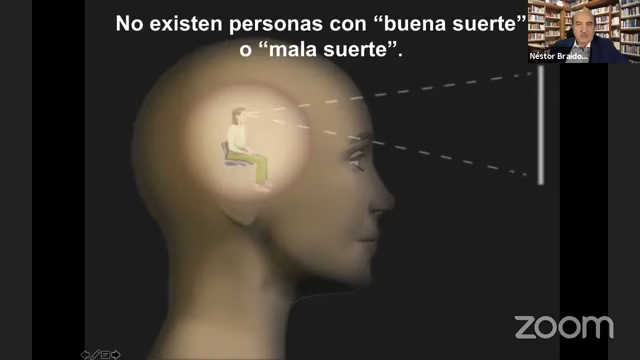 No existen personas con “buena suerte”
o “mala suerte”.
Néstor Braido...
zoom